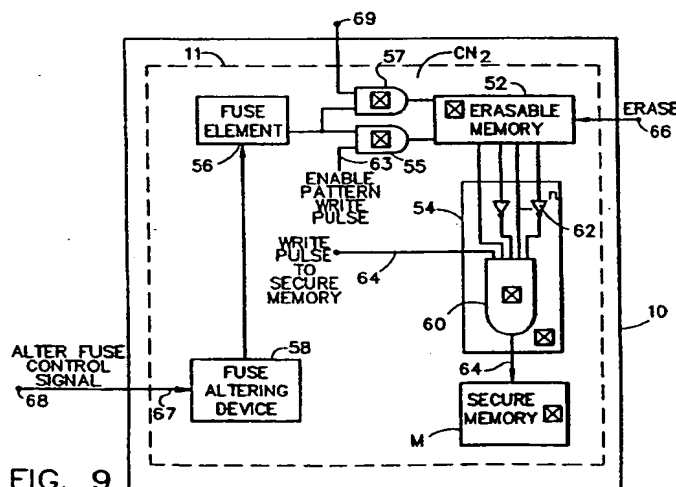 69
11
57
CN2
52
FUSE
ELEMENT
56
ERASABLE
MEMORY
ERASE
66
63
55
ENABLE
PATTERN
WRITE
PULSE
54
n
62
WRITE
PULSE
TO
SECURE
MEMORY
64
60
10
58
ALTER FUSE
CONTROL
SIGNAL
68
67
FUSE
ALTERING
DEVICE
64
SECURE
MEMORY
M
FIG. 9